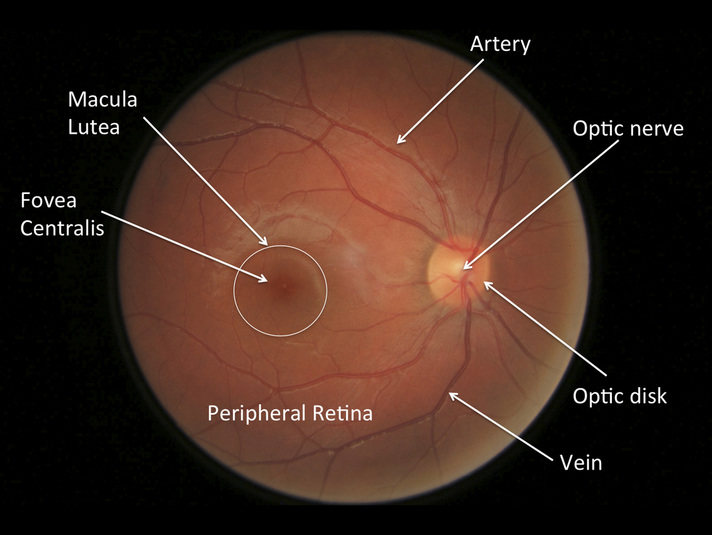 Artery
Macula
Lutea
Optic nerve
Fovea
Centralis
Optic disk
Peripheral Retina
Vein